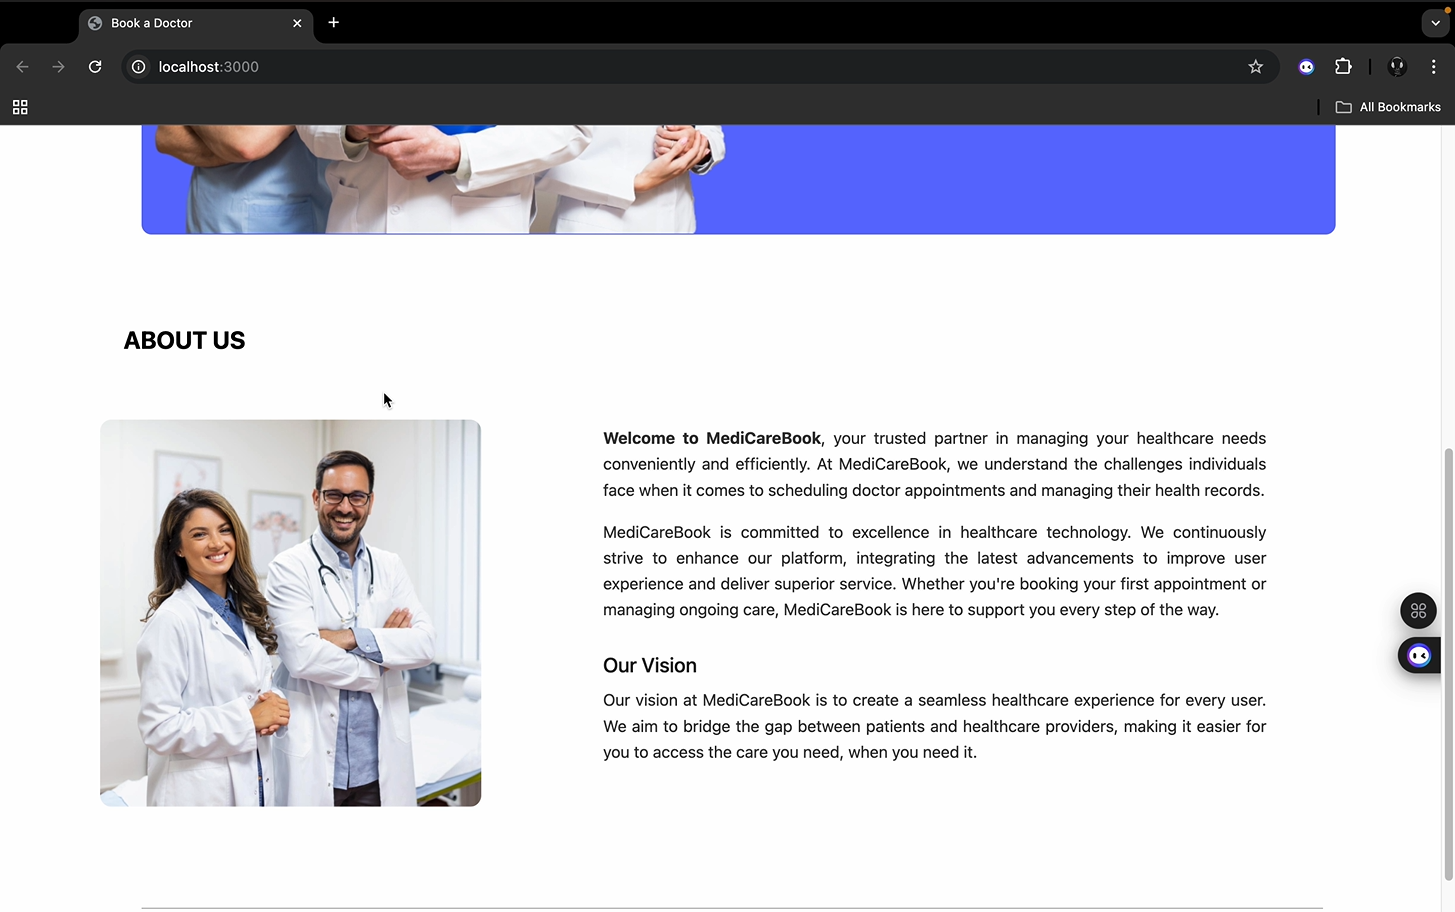 Book a Doctor
localhost:3000
All Bookmarks
ABOUT US
Welcome to MediCareBook, your trusted partner in managing your healthcare needs
conveniently and efficiently. At MediCareBook, we understand the challenges individuals
face when it comes to scheduling doctor appointments and managing their health records.
MediCareBook is committed to excellence in healthcare technology. We continuously
strive to enhance our platform, integrating the latest advancements to improve user
experience and deliver superior service. Whether you're booking your first appointment or
managing ongoing care, MediCareBook is here to support you every step of the way.
Our Vision
Our vision at MediCareBook is to create a seamless healthcare experience for every user.
We aim to bridge the gap between patients and healthcare providers, making it easier for
you to access the care you need, when you need it.